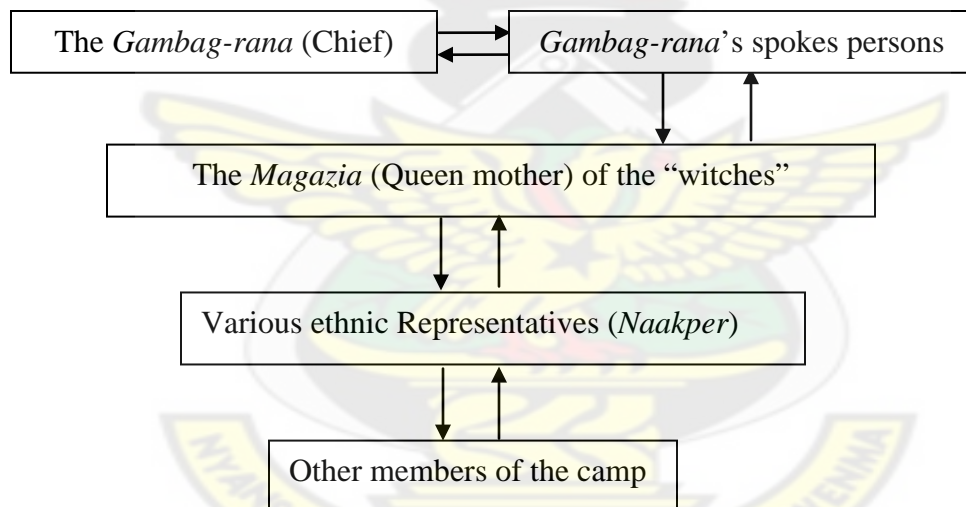 The Gambag-rana (Chief)
Gambag-rana's spokes persons
The Magazia (Queen mother) of the “witches”
Various ethnic Representatives (Naakper)
Other members of the camp